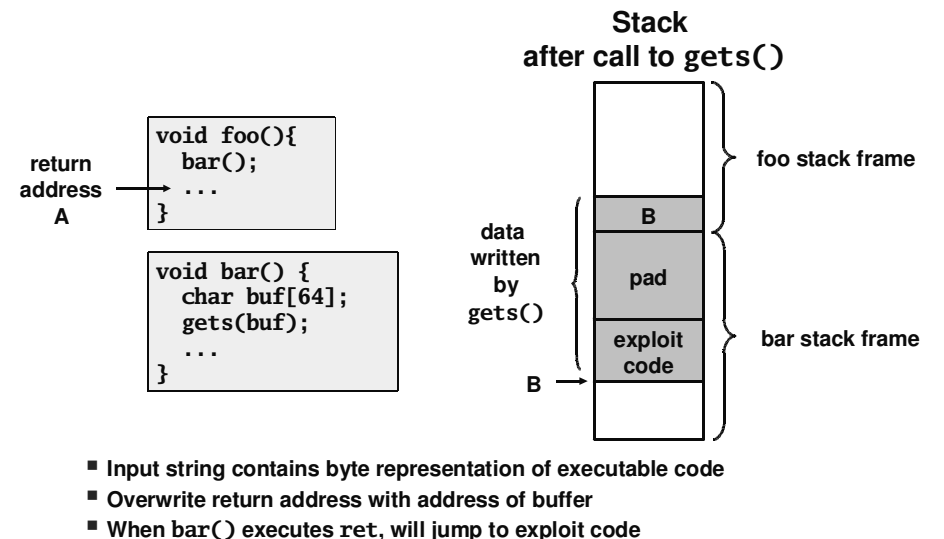 Stack
after call to gets()
void foo(){
bar();
...
}
return
address
A
void bar() {
char buf[64];
gets(buf);
...
}
data
written
by
gets()
B
pad
exploit
code
B
foo stack frame
bar stack frame
▪ Input string contains byte representation of executable code
▪ Overwrite return address with address of buffer
▪ When bar() executes ret, will jump to exploit code